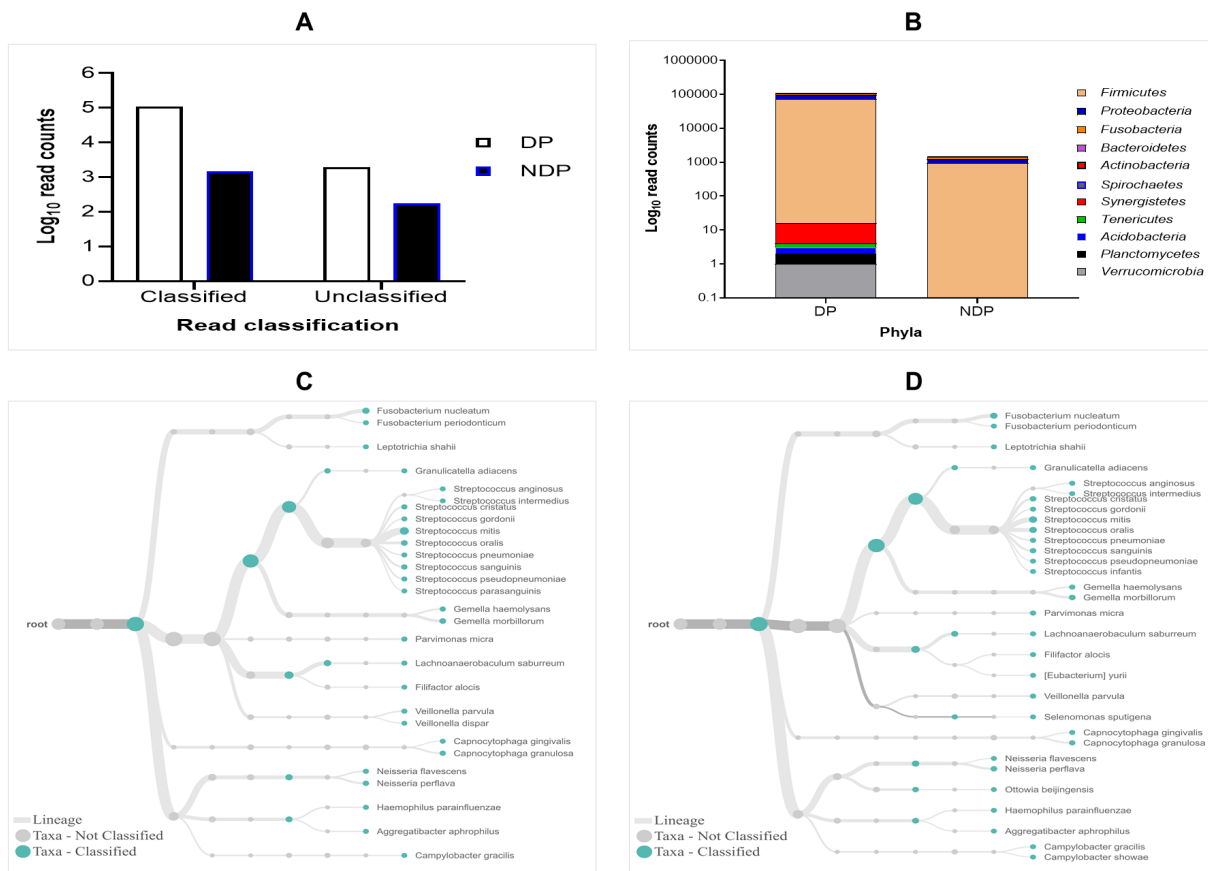 A
Log10 read counts
6
5
4
3
2
1
0
DP
NDP
Classified
Unclassified
Read classification
B
Log10 read counts
1000000
100000
10000
1000
100
10
1
0.1
DP
NDP
Phyla
Firmicutes
Proteobacteria
Fusobacteria
Bacteroidetes
Actinobacteria
Spirochaetes
Synergistetes
Tenericutes
Acidobacteria
Planctomycetes
Verrucomicrobia
C
root
Fusobacterium nucleatum
Fusobacterium periodonticum
Leptotrichia shahii
Granulicatella adiacens
Streptococcus anginosus
Streptococcus intermedius
Streptococcus cristatus
Streptococcus gordonii
Streptococcus mitis
Streptococcus oralis
Streptococcus pneumoniae
Streptococcus sanguinis
Streptococcus pseudopneumoniae
Streptococcus parasanguinis
Gemella haemolysans
Gemella morbillorum
Parvimonas micra
Lachnoanaerobaculum saburreum
Filifactor alocis
Veillonella parvula
Veillonella dispar
Capnocytophaga gingivalis
Capnocytophaga granulosa
Neisseria flavescens
Neisseria perflava
Haemophilus parainfluenzae
Aggregatibacter aphrophilus
Campylobacter gracilis
Lineage
Taxa - Not Classified
Taxa - Classified
D
root
Fusobacterium nucleatum
Fusobacterium periodonticum
Leptotrichia shahii
Granulicatella adiacens
Streptococcus anginosus
Streptococcus intermedius
Streptococcus cristatus
Streptococcus gordonii
Streptococcus mitis
Streptococcus oralis
Streptococcus pneumoniae
Streptococcus sanguinis
Streptococcus pseudopneumoniae
Streptococcus infantis
Gemella haemolysans
Gemella morbillorum
Parvimonas micra
Lachnoanaerobaculum saburreum
Filifactor alocis
[Eubacterium] yurii
Veillonella parvula
Selenomonas sputigena
Capnocytophaga gingivalis
Capnocytophaga granulosa
Neisseria flavescens
Neisseria perflava
Ottowia beijingensis
Haemophilus parainfluenzae
Aggregatibacter aphrophilus
Campylobacter gracilis
Campylobacter showae
Lineage
Taxa - Not Classified
Taxa - Classified